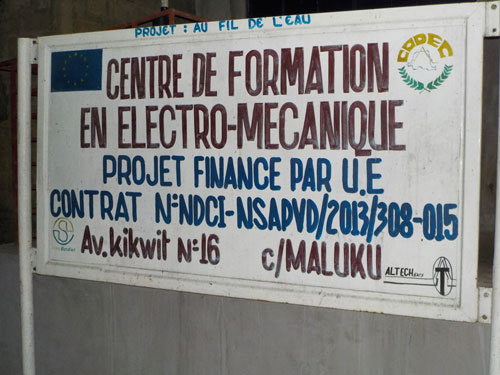 PROJET : AU FIL DE L'EAU
CODEC
CENTRE DE FORMATION
EN ELECTRO-MECANIQUE
PROJET FINANCE PAR U.E
CONTRAT N°:NDCI-NSAPVD/2013/308-015
Av. kikwit N°:16 c/MALUKU
ALTECH